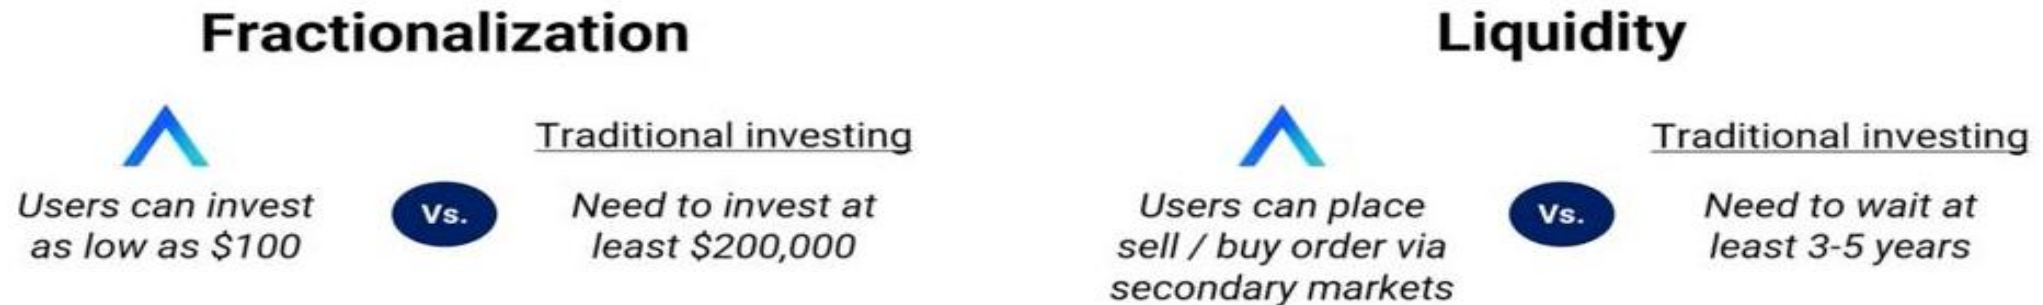 Fractionalization
Traditional investing
Users can invest
as low as $100
Vs.
Need to invest at
least $200,000
Liquidity
Traditional investing
Users can place
sell / buy order via
secondary markets
Vs.
Need to wait at
least 3-5 years